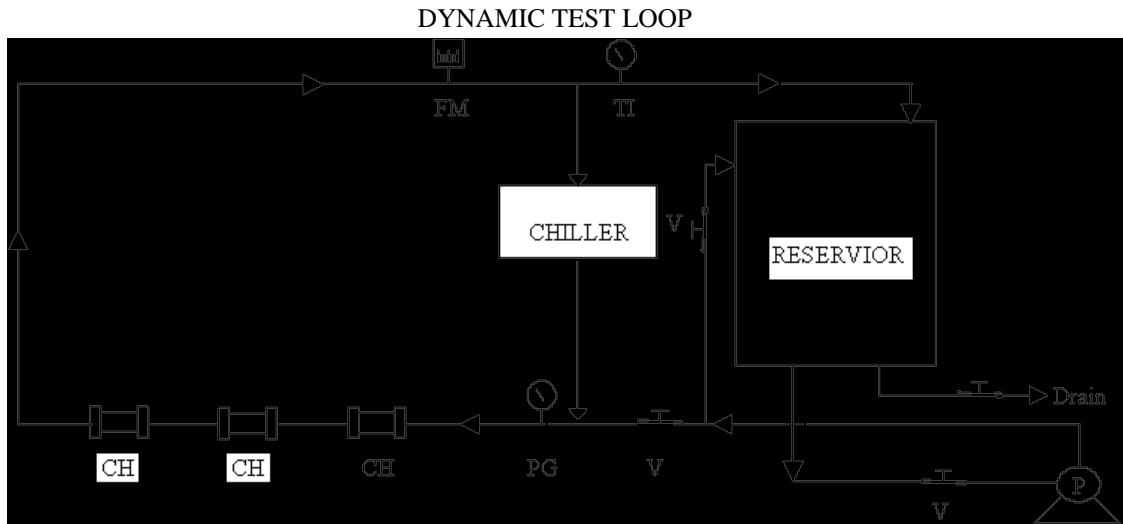 DYNAMIC TEST LOOP
FM
TI
V
CHILLER
RESERVIOR
Drain
CH
CH
CH
PG
V
V
P